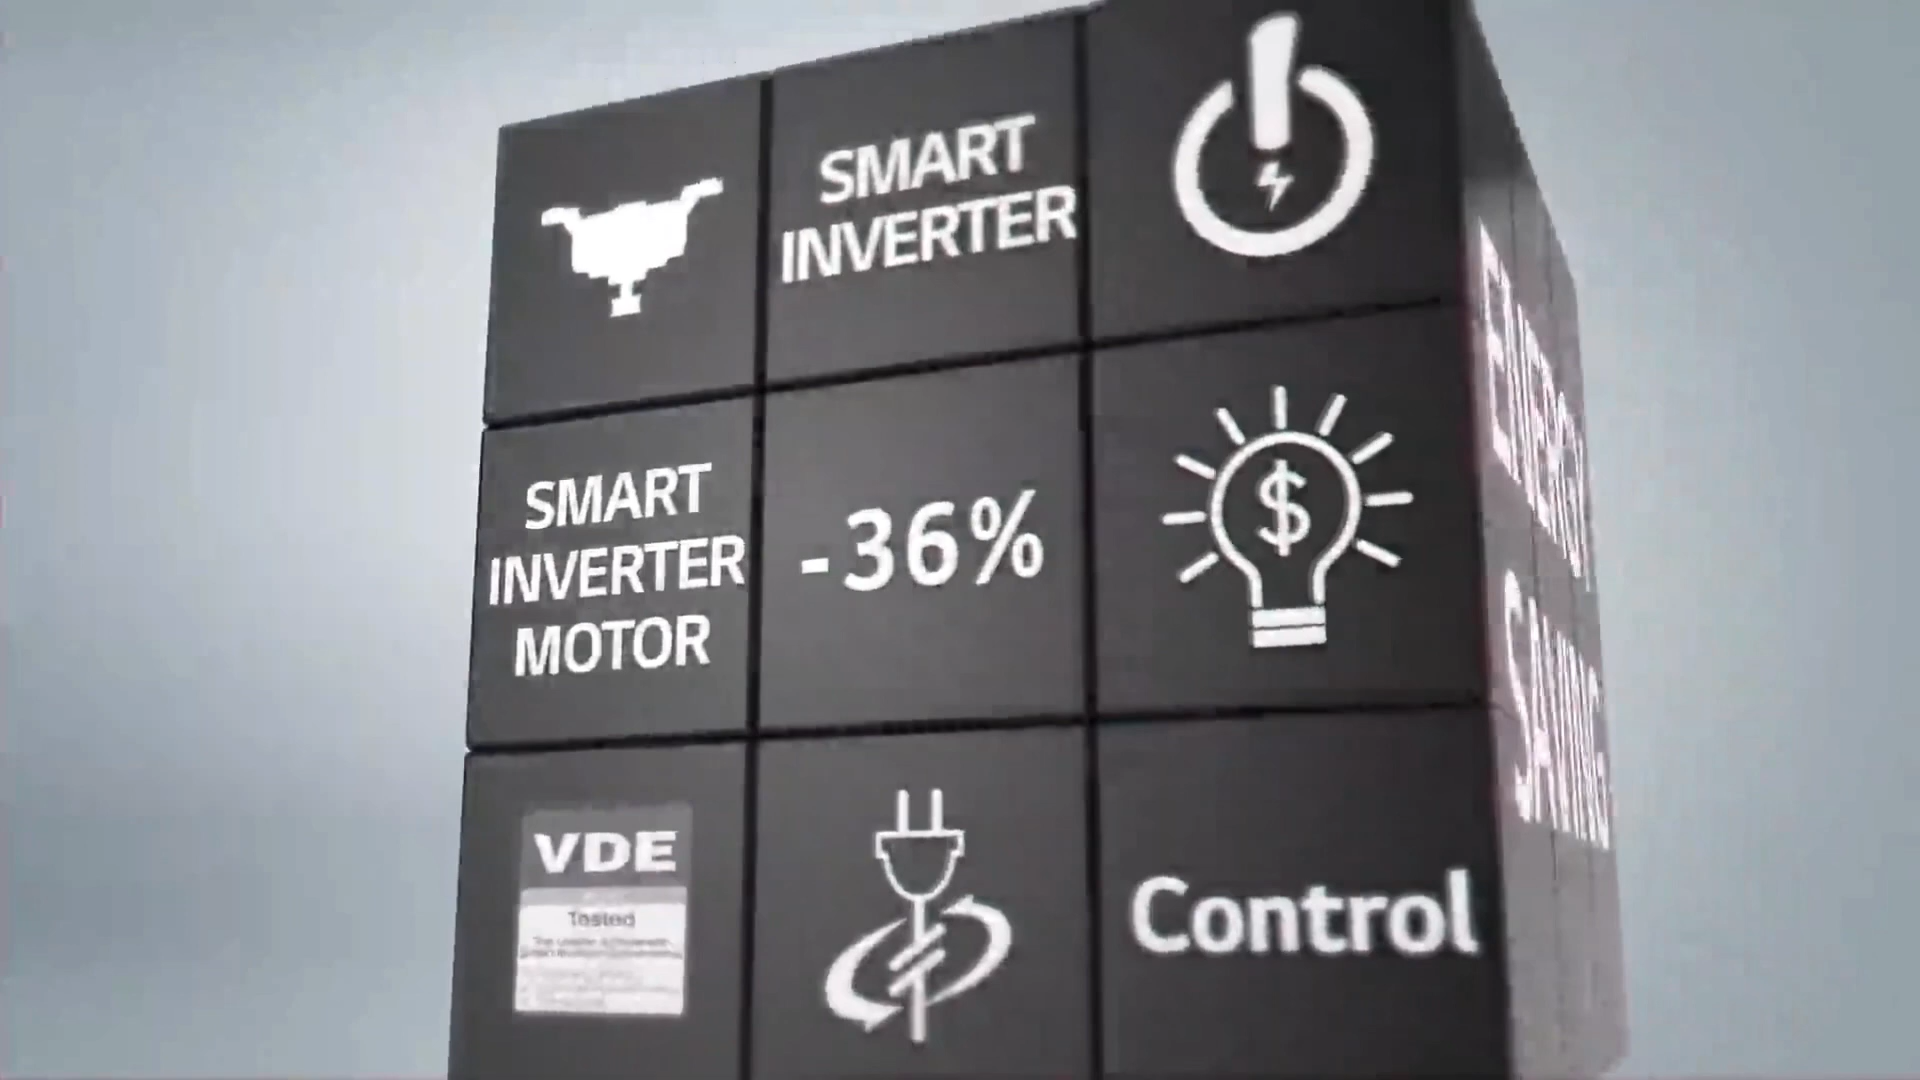 SMART
INVERTER
SMART
INVERTER
MOTOR
-36%
$
VDE
Tested
Control
ENERGY
SAVING